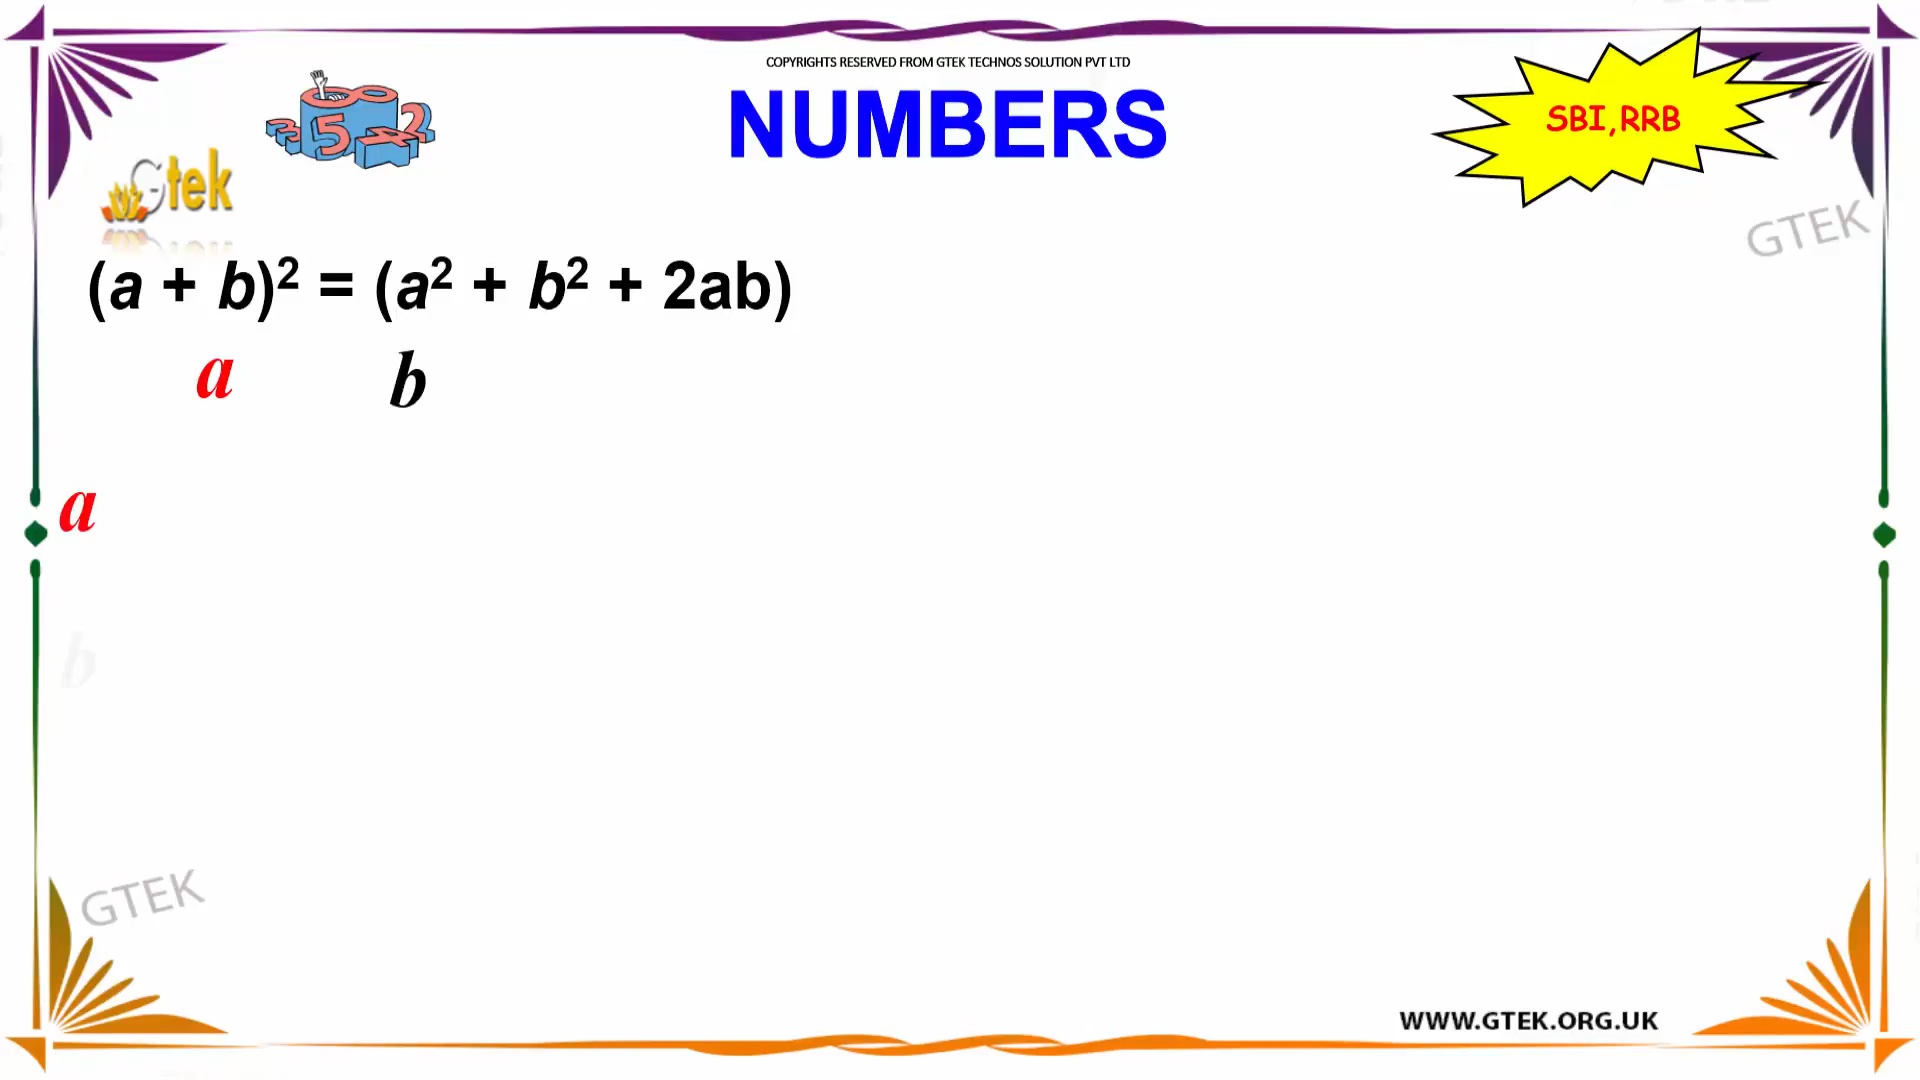 COPYRIGHTS RESERVED FROM GTEK TECHNOS SOLUTION PVT LTD
NUMBERS
SBI,RRB
Gtek
GTEK
(a + b)² = (a² + b² + 2ab)
a b
a
b
GTEK
WWW.GTEK.ORG.UK